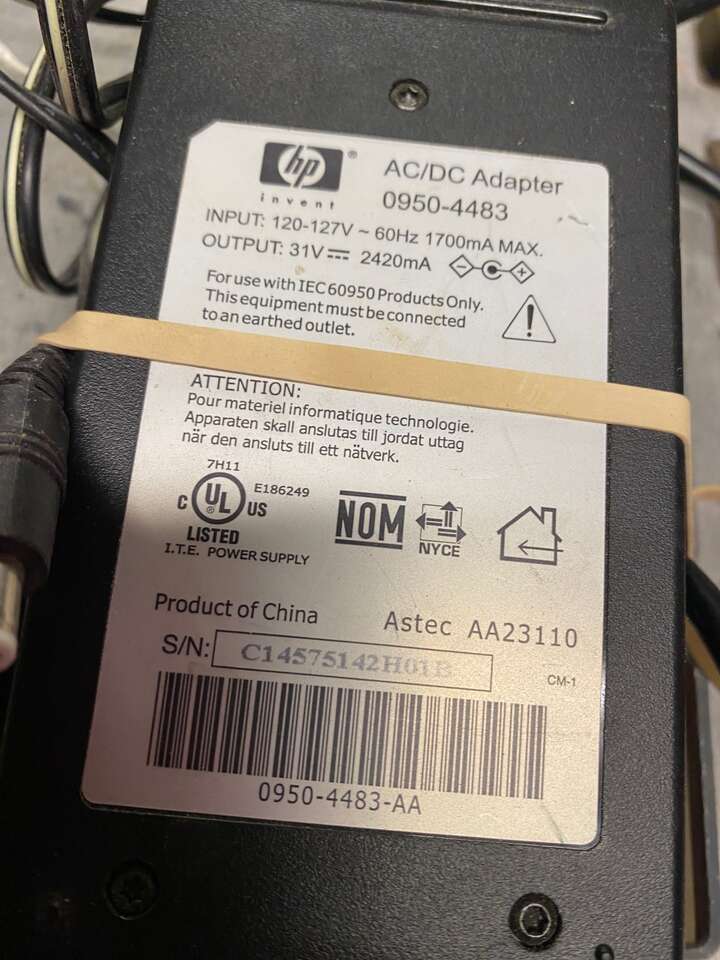 hp ®
invent
AC/DC Adapter
0950-4483
INPUT: 120-127V ~ 60Hz 1700mA MAX.
OUTPUT: 31V⎓ 2420mA
For use with IEC60950 Products Only.
This equipment must be connected
to an earthed outlet.
ATTENTION:
Pour materiel informatique technologie.
Apparaten skall anslutas till jordat uttag
när den ansluts till ett nätverk.
7H11
C UL ® US E186249
LISTED
I.T.E. POWER SUPPLY
NOM
NYCE
Product of China
Astec AA23110
S/N: C14575142H01B
CM-1
0950-4483-AA